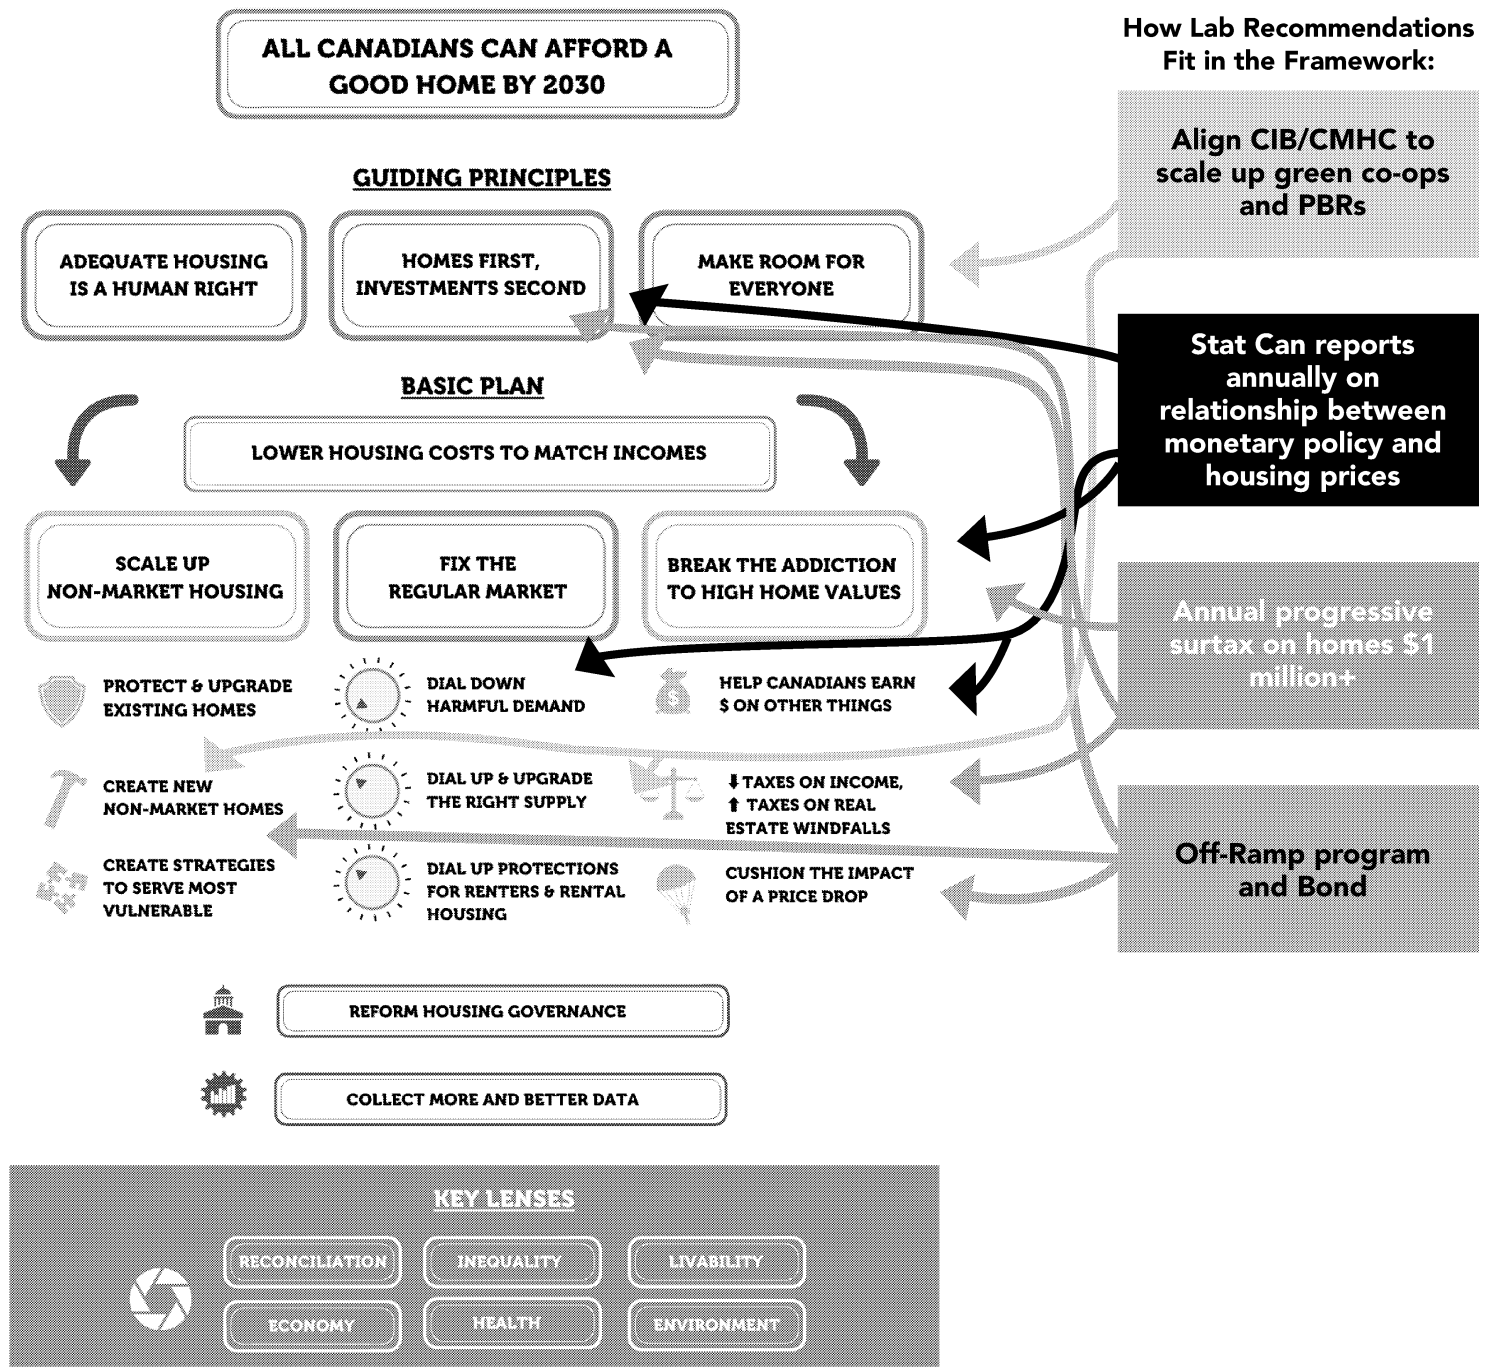 ALL CANADIANS CAN AFFORD A
GOOD HOME BY 2030
GUIDING PRINCIPLES
ADEQUATE HOUSING
IS A HUMAN RIGHT
HOMES FIRST,
INVESTMENTS SECOND
MAKE ROOM FOR
EVERYONE
BASIC PLAN
LOWER HOUSING COSTS TO MATCH INCOMES
SCALE UP
NON-MARKET HOUSING
FIX THE
REGULAR MARKET
BREAK THE ADDICTION
TO HIGH HOME VALUES
PROTECT & UPGRADE
EXISTING HOMES
CREATE NEW
NON-MARKET HOMES
CREATE STRATEGIES
TO SERVE MOST
VULNERABLE
DIAL DOWN
HARMFUL DEMAND
DIAL UP & UPGRADE
THE RIGHT SUPPLY
DIAL UP PROTECTIONS
FOR RENTERS & RENTAL
HOUSING
$
HELP CANADIANS EARN
$ ON OTHER THINGS
⬇TAXES ON INCOME,
⬆ TAXES ON REAL
ESTATE WINDFALLS
CUSHION THE IMPACT
OF A PRICE DROP
REFORM HOUSING GOVERNANCE
COLLECT MORE AND BETTER DATA
KEY LENSES
RECONCILIATION
INEQUALITY
LIVABILITY
ECONOMY
HEALTH
ENVIRONMENT
How Lab Recommendations
Fit in the Framework:
Align CIB/CMHC to
scale up green co-ops
and PBRs
Stat Can reports
annually on
relationship between
monetary policy and
housing prices
Annual progressive
surtax on homes $1
million+
Off-Ramp program
and Bond